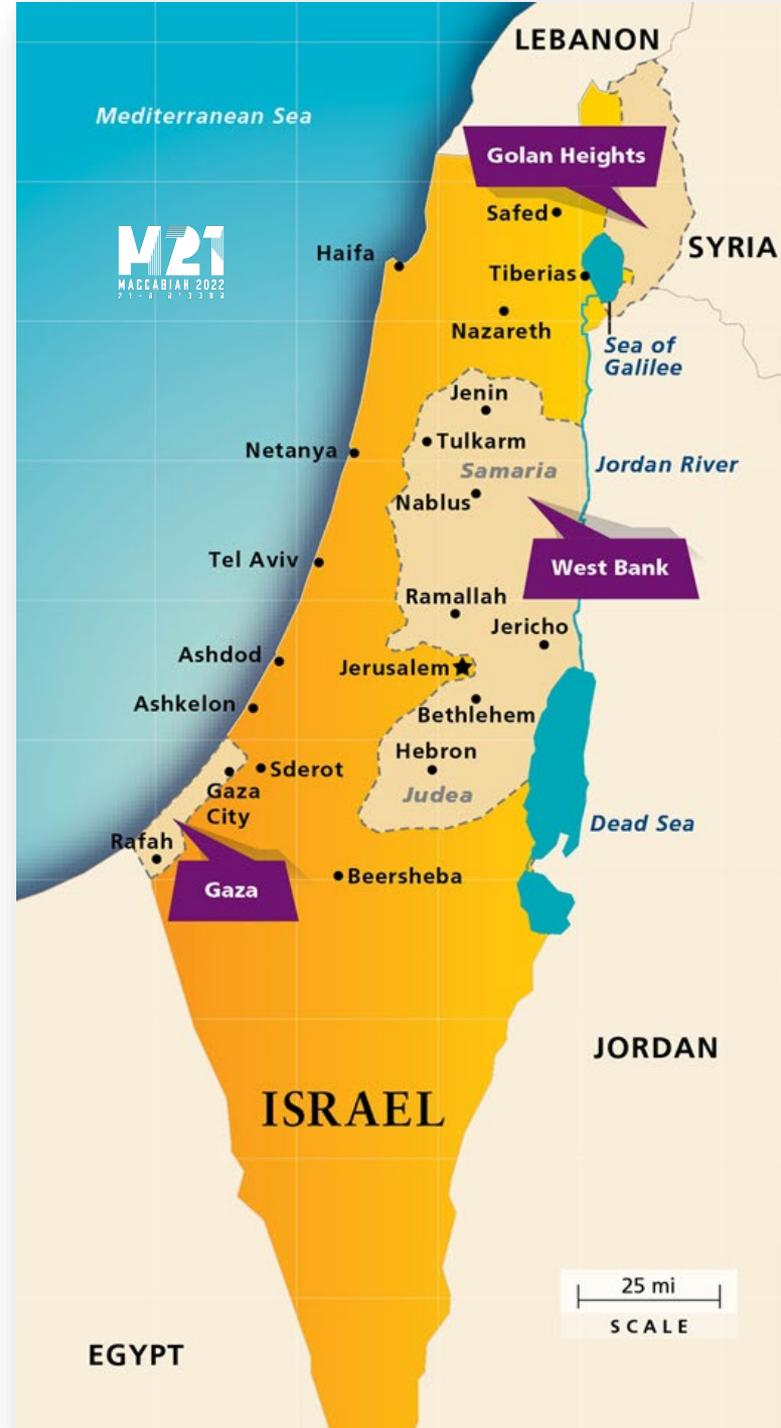 LEBANON
Mediterranean Sea
Golan Heights
Safed
M21
MACCABIAH 2022
המכביה ה-21
SYRIA
Haifa
Tiberias
Nazareth
Sea of
Galilee
Jenin
Tulkarm
Netanya
Samaria
Jordan River
Nablus
Tel Aviv
West Bank
Ramallah
Jericho
Ashdod
Jerusalem
Ashkelon
Bethlehem
Hebron
Sderot
Gaza
City
Judea
Dead Sea
Rafah
Beersheba
Gaza
JORDAN
ISRAEL
25 mi
SCALE
EGYPT